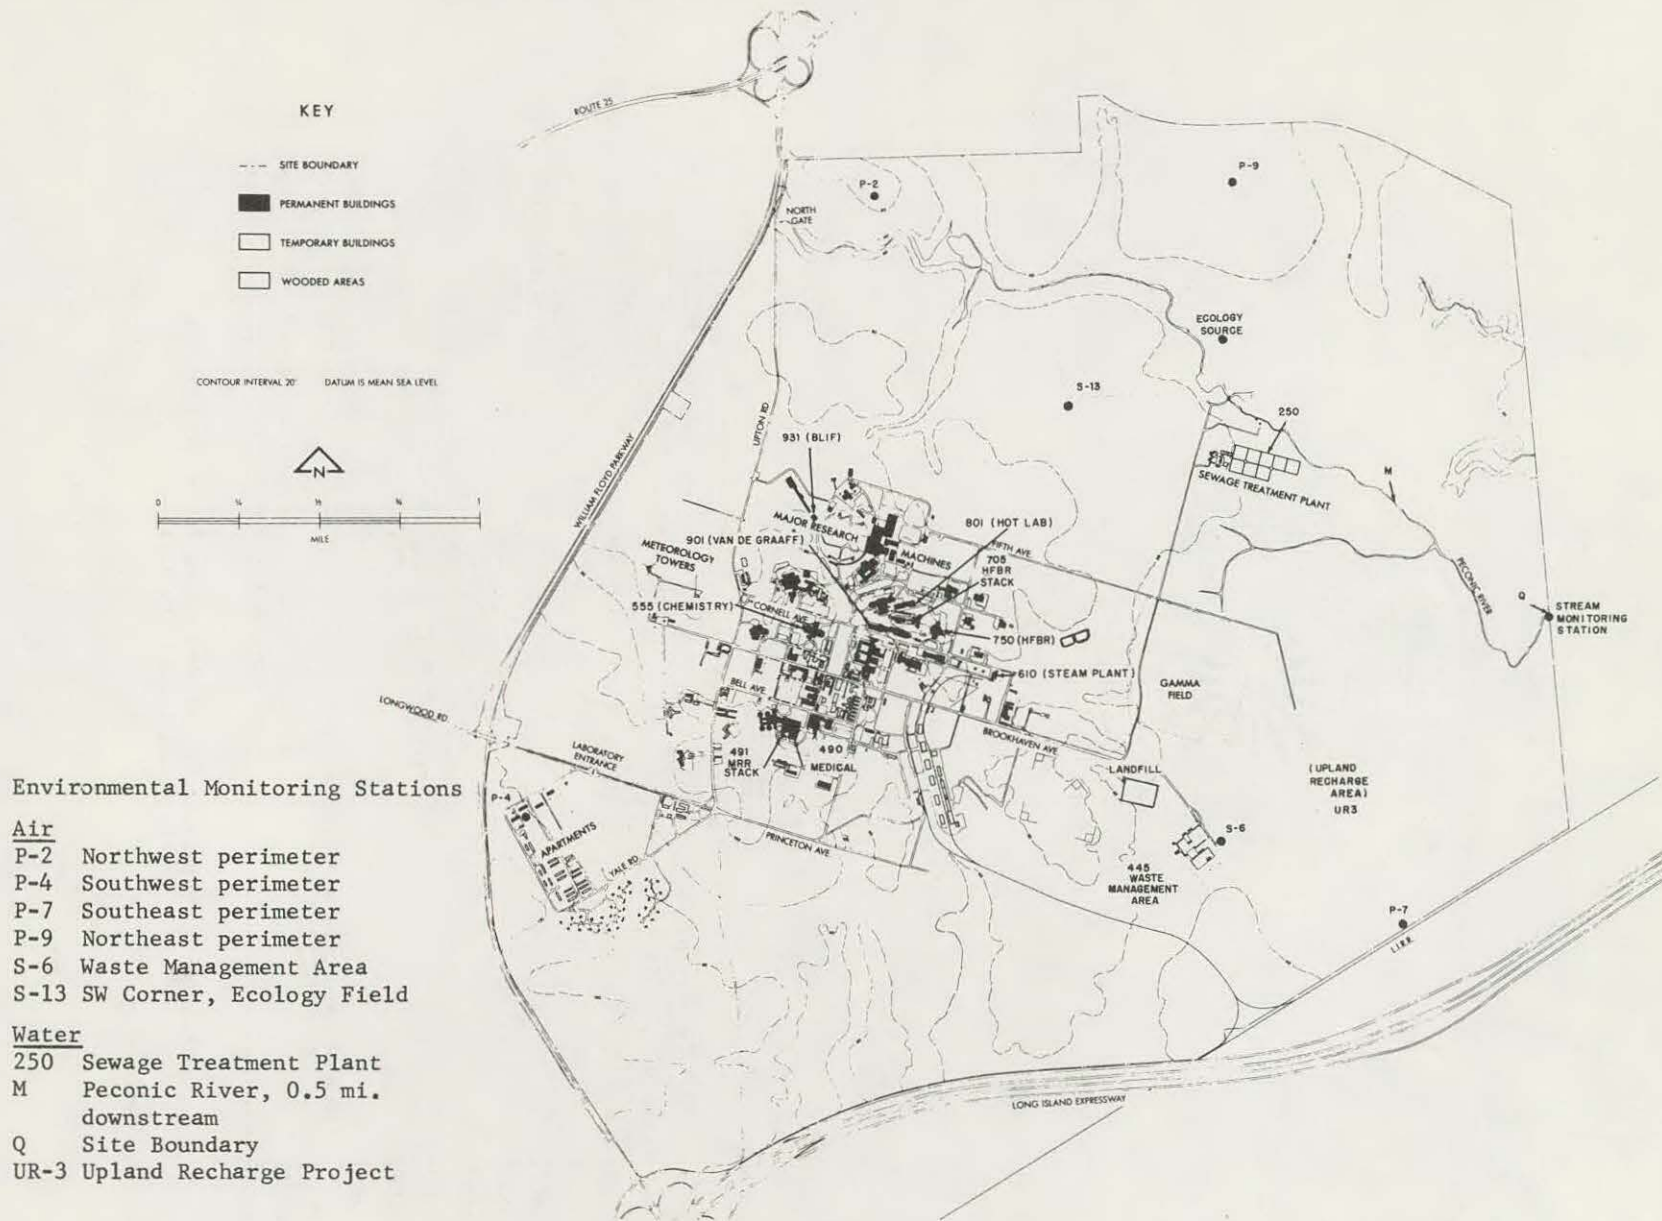 KEY
SITE BOUNDARY
PERMANENT BUILDINGS
TEMPORARY BUILDINGS
WOODED AREAS
CONTOUR INTERVAL 20' DATUM IS MEAN SEA LEVEL
N
0 ¼ ½ ¾ 1
MILE
ROUTE 25
P-2
P-9
NORTH
GATE
ECOLOGY
SOURCE
S-13
250
SEWAGE TREATMENT PLANT
M
UPTON RD
WILLIAM FLOYD PARKWAY
931 (BLIF)
MAJOR RESEARCH
MACHINES
801 (HOT LAB)
FIFTH AVE.
901 (VAN DE GRAAFF)
METEOROLOGY
TOWERS
705
HFBR
STACK
555 (CHEMISTRY)
CORNELL AVE.
750 (HFBR)
PECONIC RIVER
Q
STREAM
MONITORING
STATION
610 (STEAM PLANT)
GAMMA
FIELD
BELL AVE.
LONGWOOD RD.
BROOKHAVEN AVE.
LABORATORY
ENTRANCE
491
MRR
STACK
490
MEDICAL
LANDFILL
(UPLAND
RECHARGE
AREA)
UR3
P-4
APARTMENTS
YALE RD
PRINCETON AVE.
S-6
445
WASTE
MANAGEMENT
AREA
P-7
L.I.R.R.
LONG ISLAND EXPRESSWAY
Environmental Monitoring Stations
Air
P-2 Northwest perimeter
P-4 Southwest perimeter
P-7 Southeast perimeter
P-9 Northeast perimeter
S-6 Waste Management Area
S-13 SW Corner, Ecology Field
Water
250 Sewage Treatment Plant
M Peconic River, 0.5 mi.
downstream
Q Site Boundary
UR-3 Upland Recharge Project